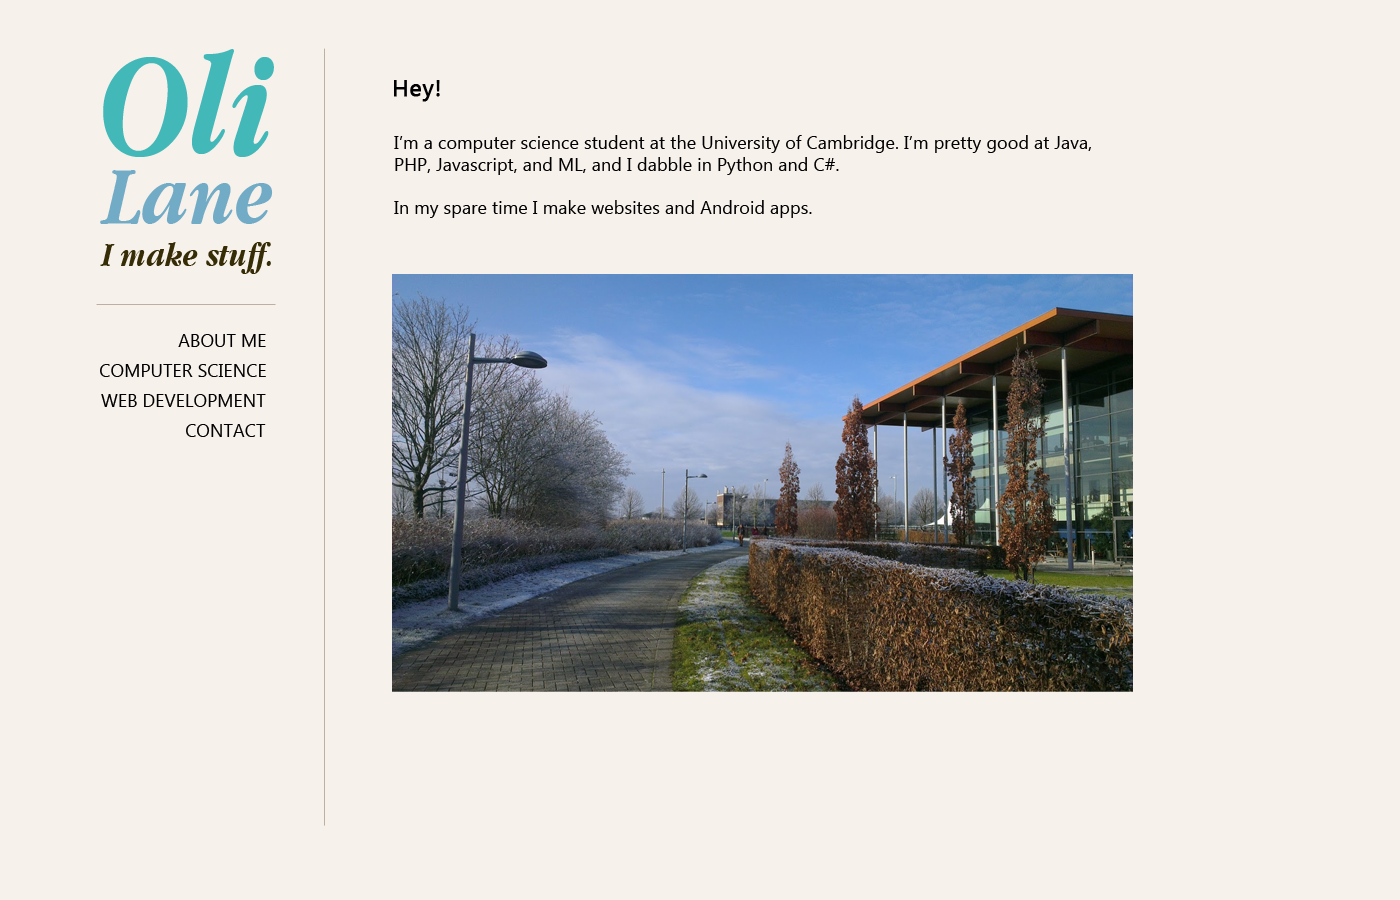 Oli
Lane
I make stuff.
ABOUT ME
COMPUTER SCIENCE
WEB DEVELOPMENT
CONTACT
Hey!
I’m a computer science student at the University of Cambridge. I’m pretty good at Java,
PHP, Javascript, and ML, and I dabble in Python and C#.
In my spare time I make websites and Android apps.